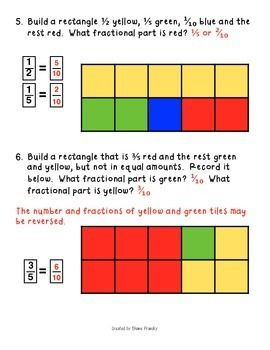 5. Build a rectangle ½ yellow, ⅕ green, ⅒ blue and the
rest red. What fractional part is red? ⅕ or ²⁄₁₀
1/2 = 5/10
1/5 = 2/10
6. Build a rectangle that is ⅗ red and the rest green
and yellow, but not in equal amounts. Record it
below. What fractional part is green? ⅒ What
fractional part is yellow? ³⁄₁₀
The number and fractions of yellow and green tiles may
be reversed.
3/5 = 6/10
Created by Shana Pransky